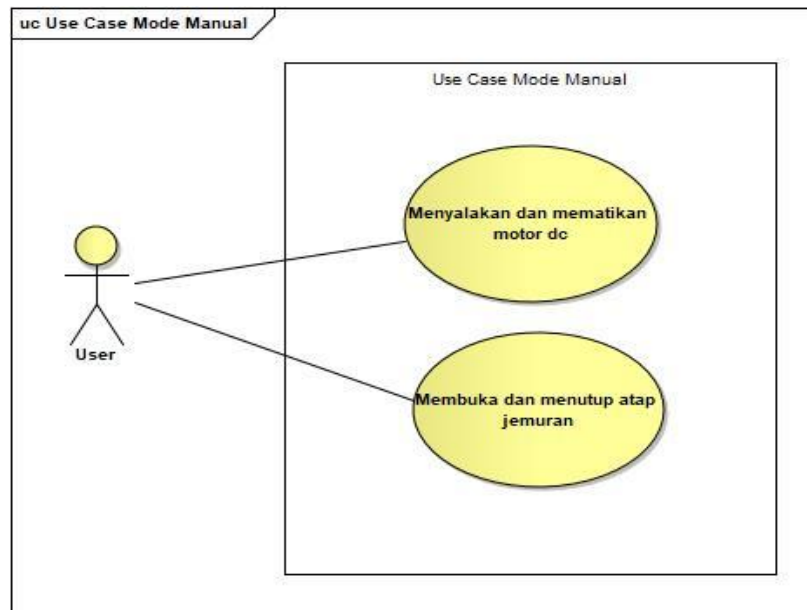 uc Use Case Mode Manual
Use Case Mode Manual
Menyalakan dan mematikan
motor dc
User
Membuka dan menutup atap
jemuran